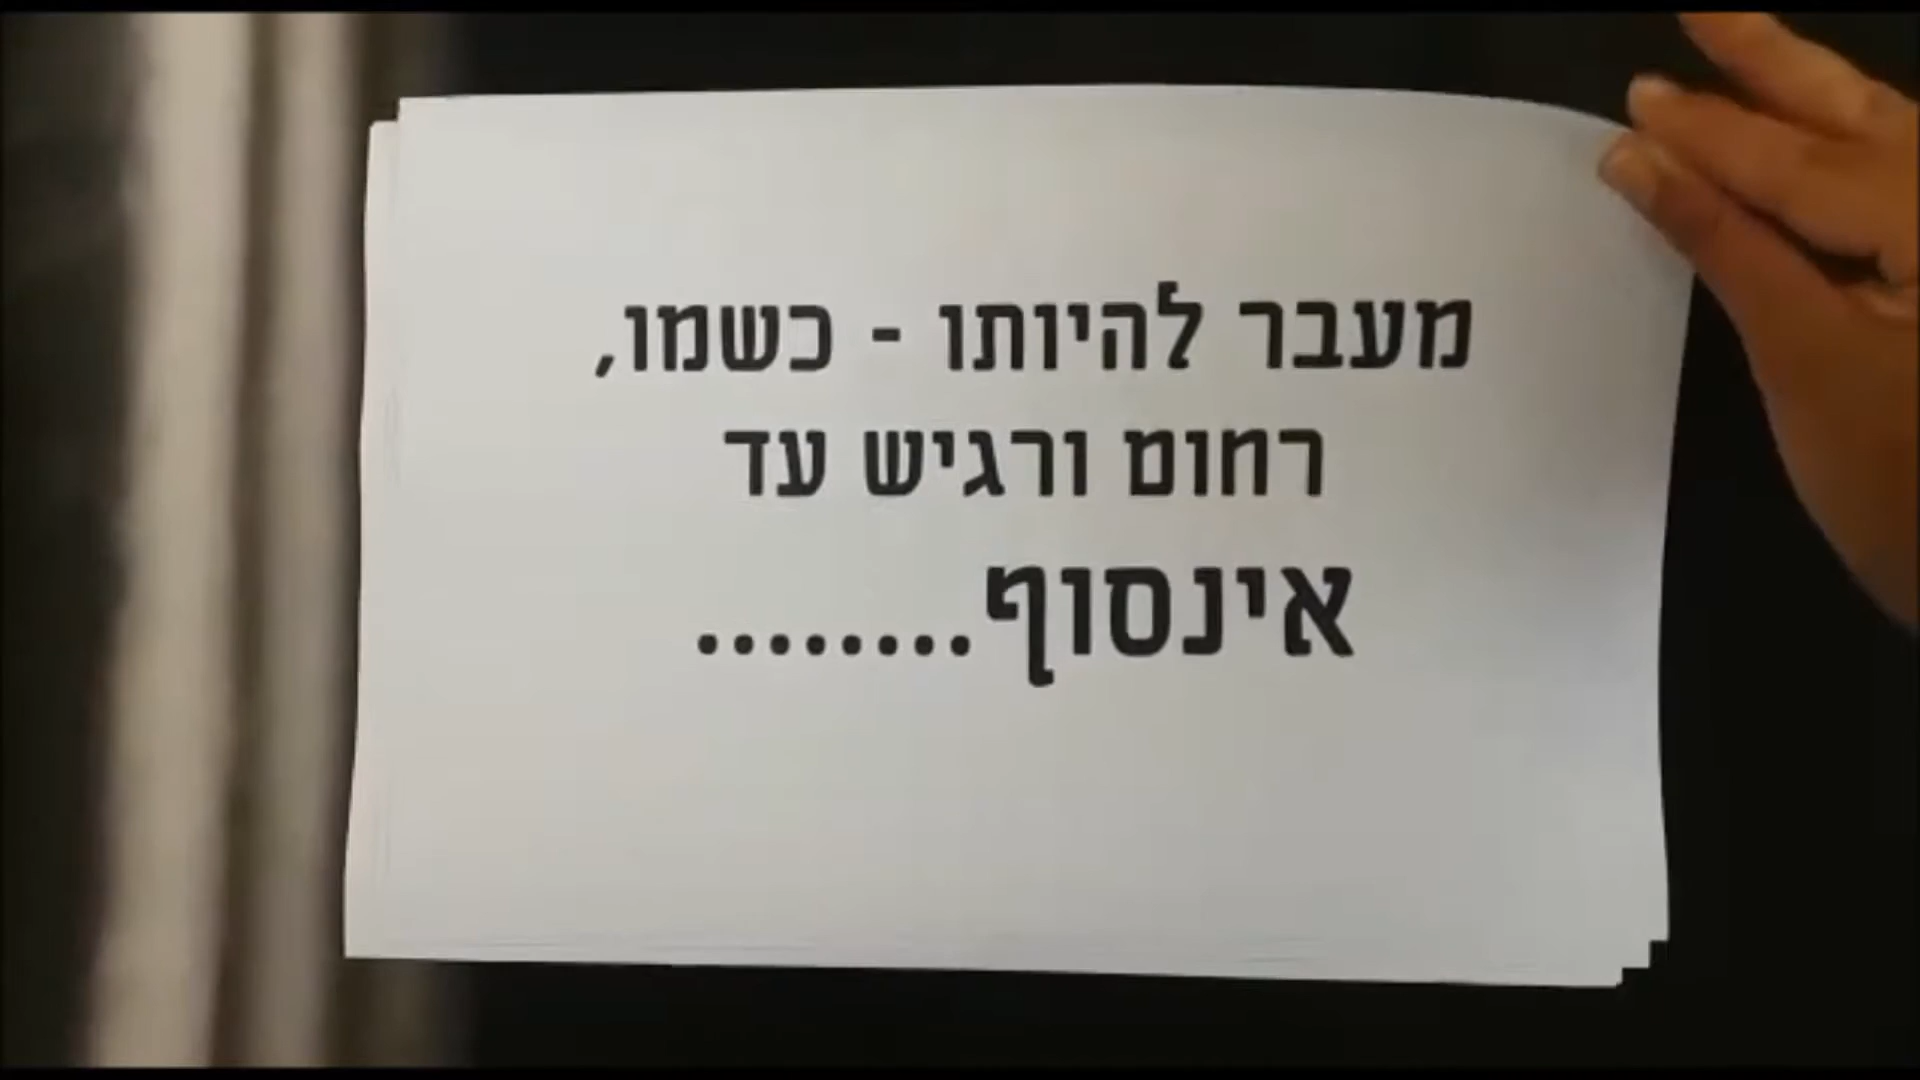 מעבר להיותו - כשמו,
רחום ורגיש עד
אינסוף........